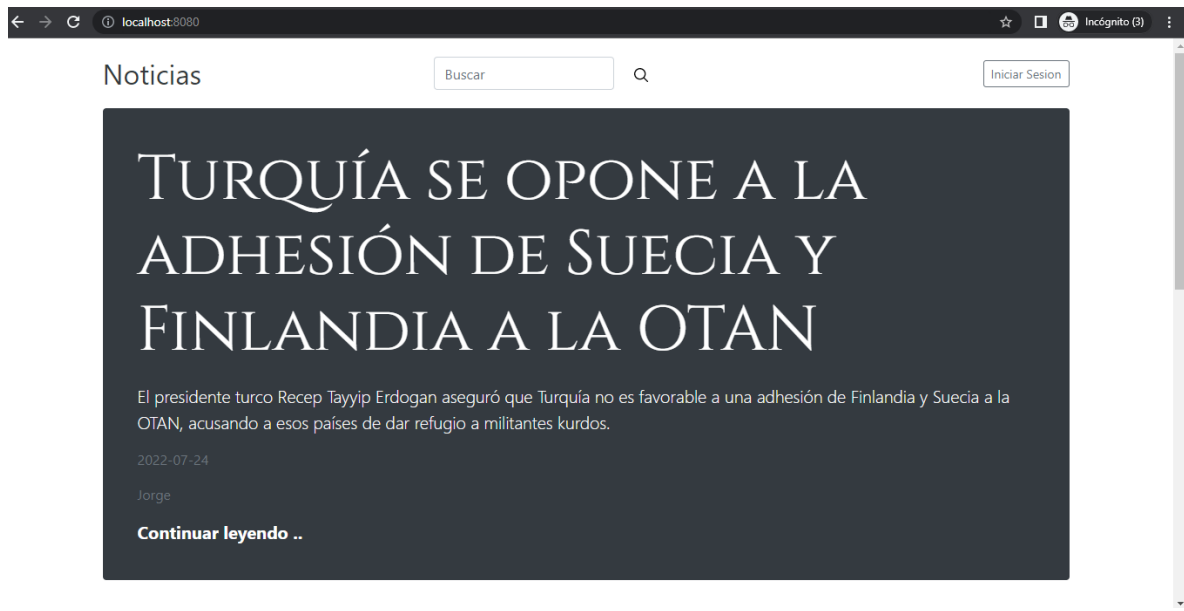 localhost:8080
Incógnito (3)
Noticias
Buscar
Iniciar Sesion
Turquía se opone a la
adhesión de Suecia y
Finlandia a la OTAN
El presidente turco Recep Tayyip Erdogan aseguró que Turquía no es favorable a una adhesión de Finlandia y Suecia a la
OTAN, acusando a esos países de dar refugio a militantes kurdos.
2022-07-24
Jorge
Continuar leyendo ..